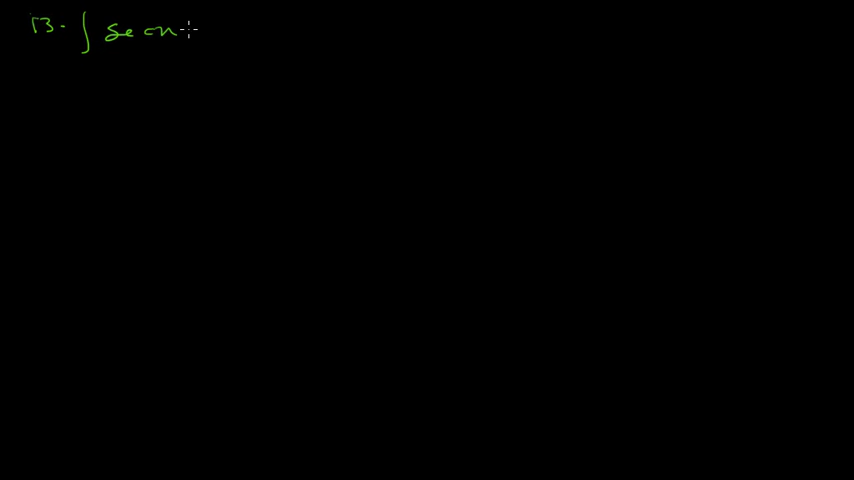 13. ∫ sec x